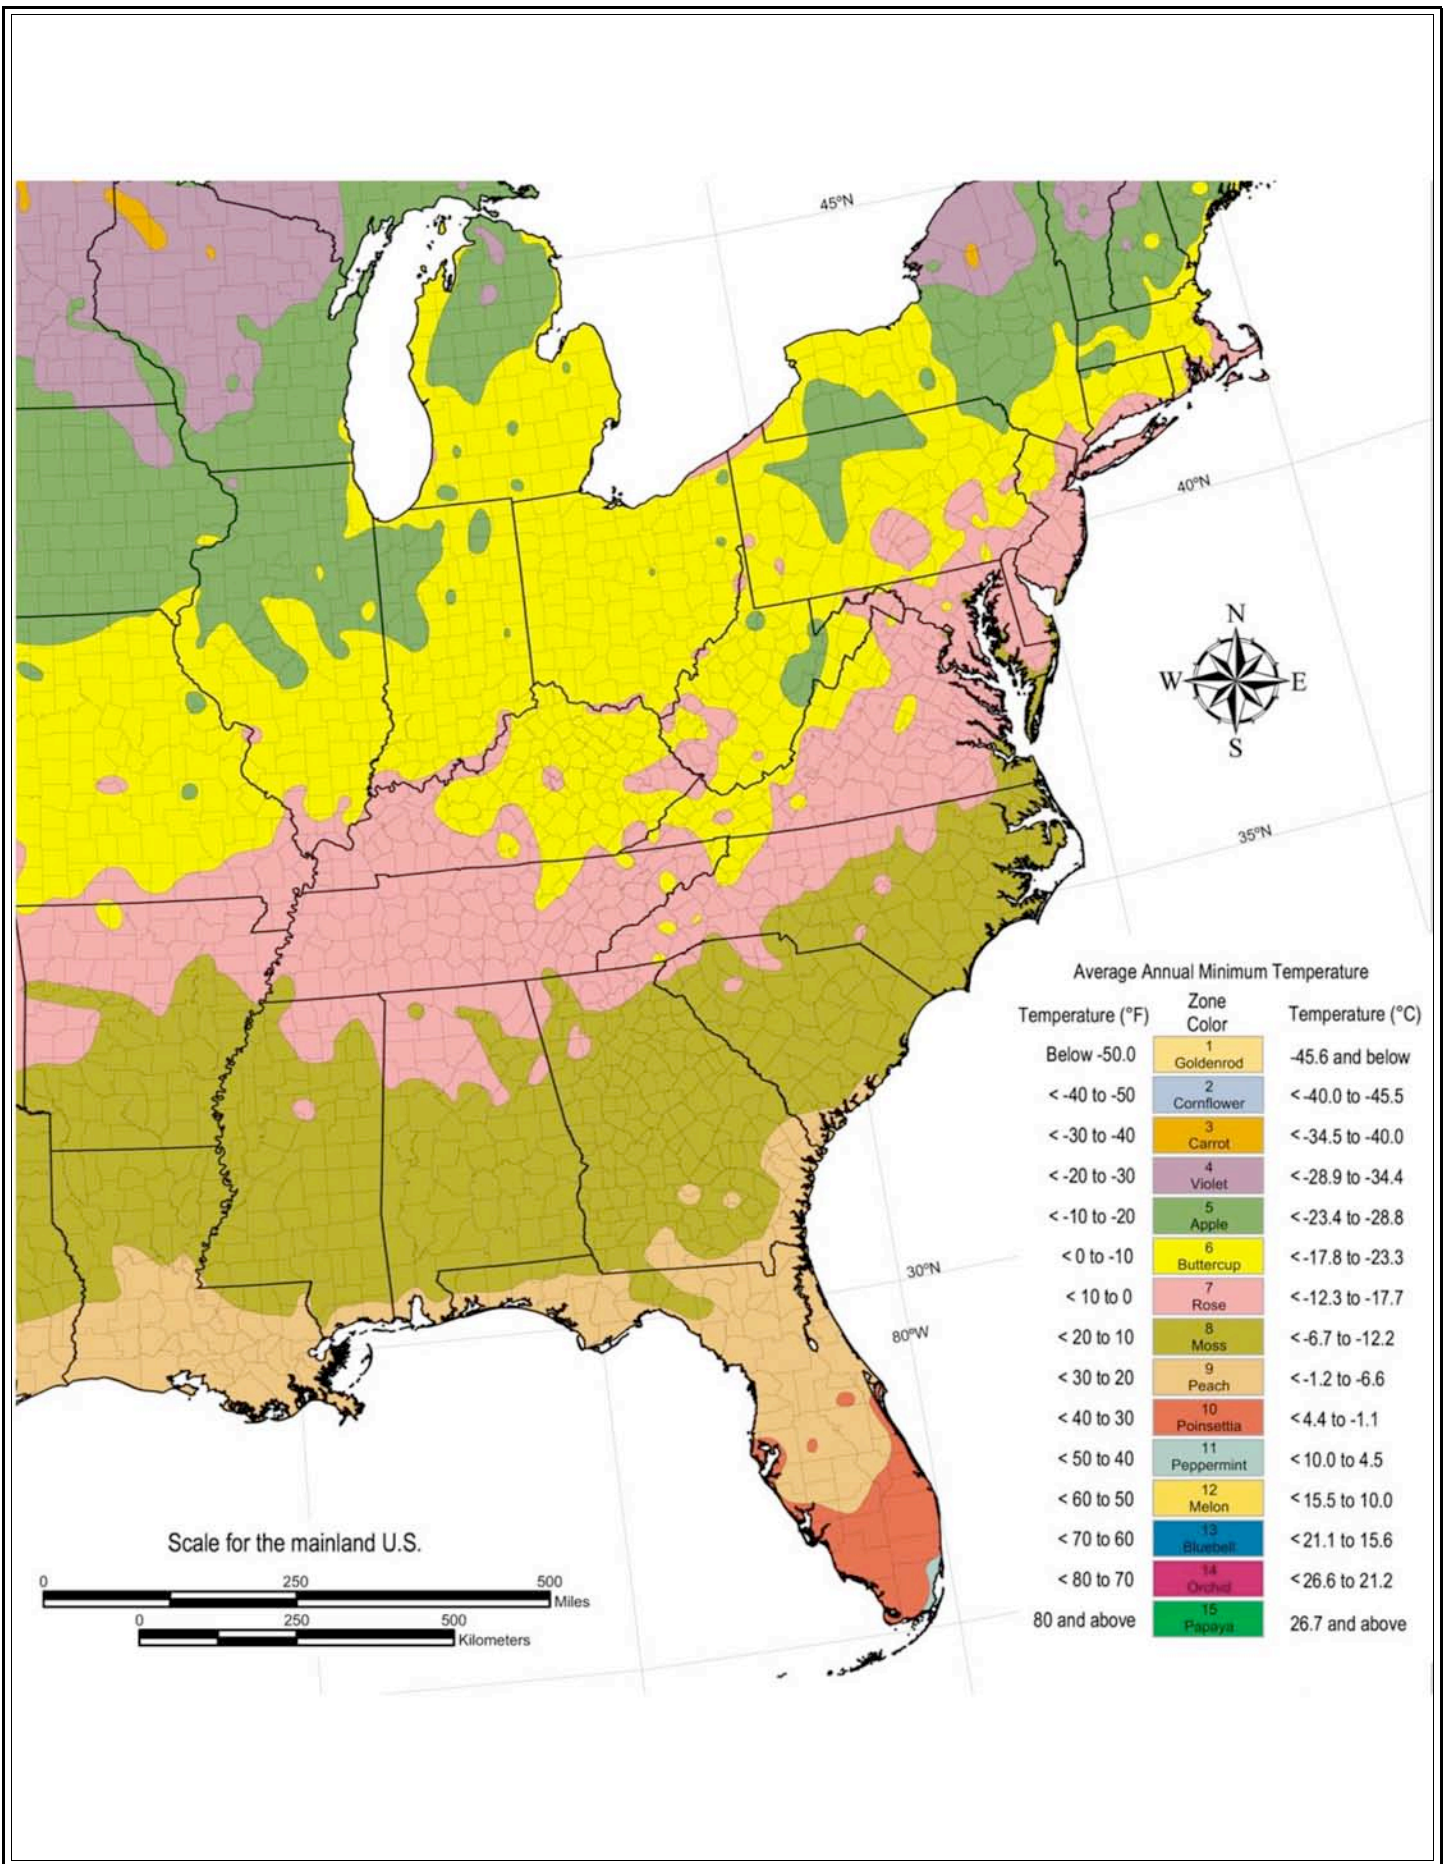 45ºN
40ºN
N
W E
S
35ºN
Average Annual Minimum Temperature
Temperature (°F) Zone Color Temperature (°C)
Below -50.0 1 Goldenrod -45.6 and below
< -40 to -50 2 Cornflower < -40.0 to -45.5
< -30 to -40 3 Carrot < -34.5 to -40.0
< -20 to -30 4 Violet < -28.9 to -34.4
< -10 to -20 5 Apple < -23.4 to -28.8
< 0 to -10 6 Buttercup < -17.8 to -23.3
< 10 to 0 7 Rose < -12.3 to -17.7
< 20 to 10 8 Moss < -6.7 to -12.2
< 30 to 20 9 Peach < -1.2 to -6.6
< 40 to 30 10 Poinsettia < 4.4 to -1.1
< 50 to 40 11 Peppermint < 10.0 to 4.5
< 60 to 50 12 Melon < 15.5 to 10.0
< 70 to 60 13 Bluebell < 21.1 to 15.6
< 80 to 70 14 Orchid < 26.6 to 21.2
80 and above 15 Papaya 26.7 and above
30ºN
80ºW
Scale for the mainland U.S.
0 250 500
Miles
0 250 500
Kilometers